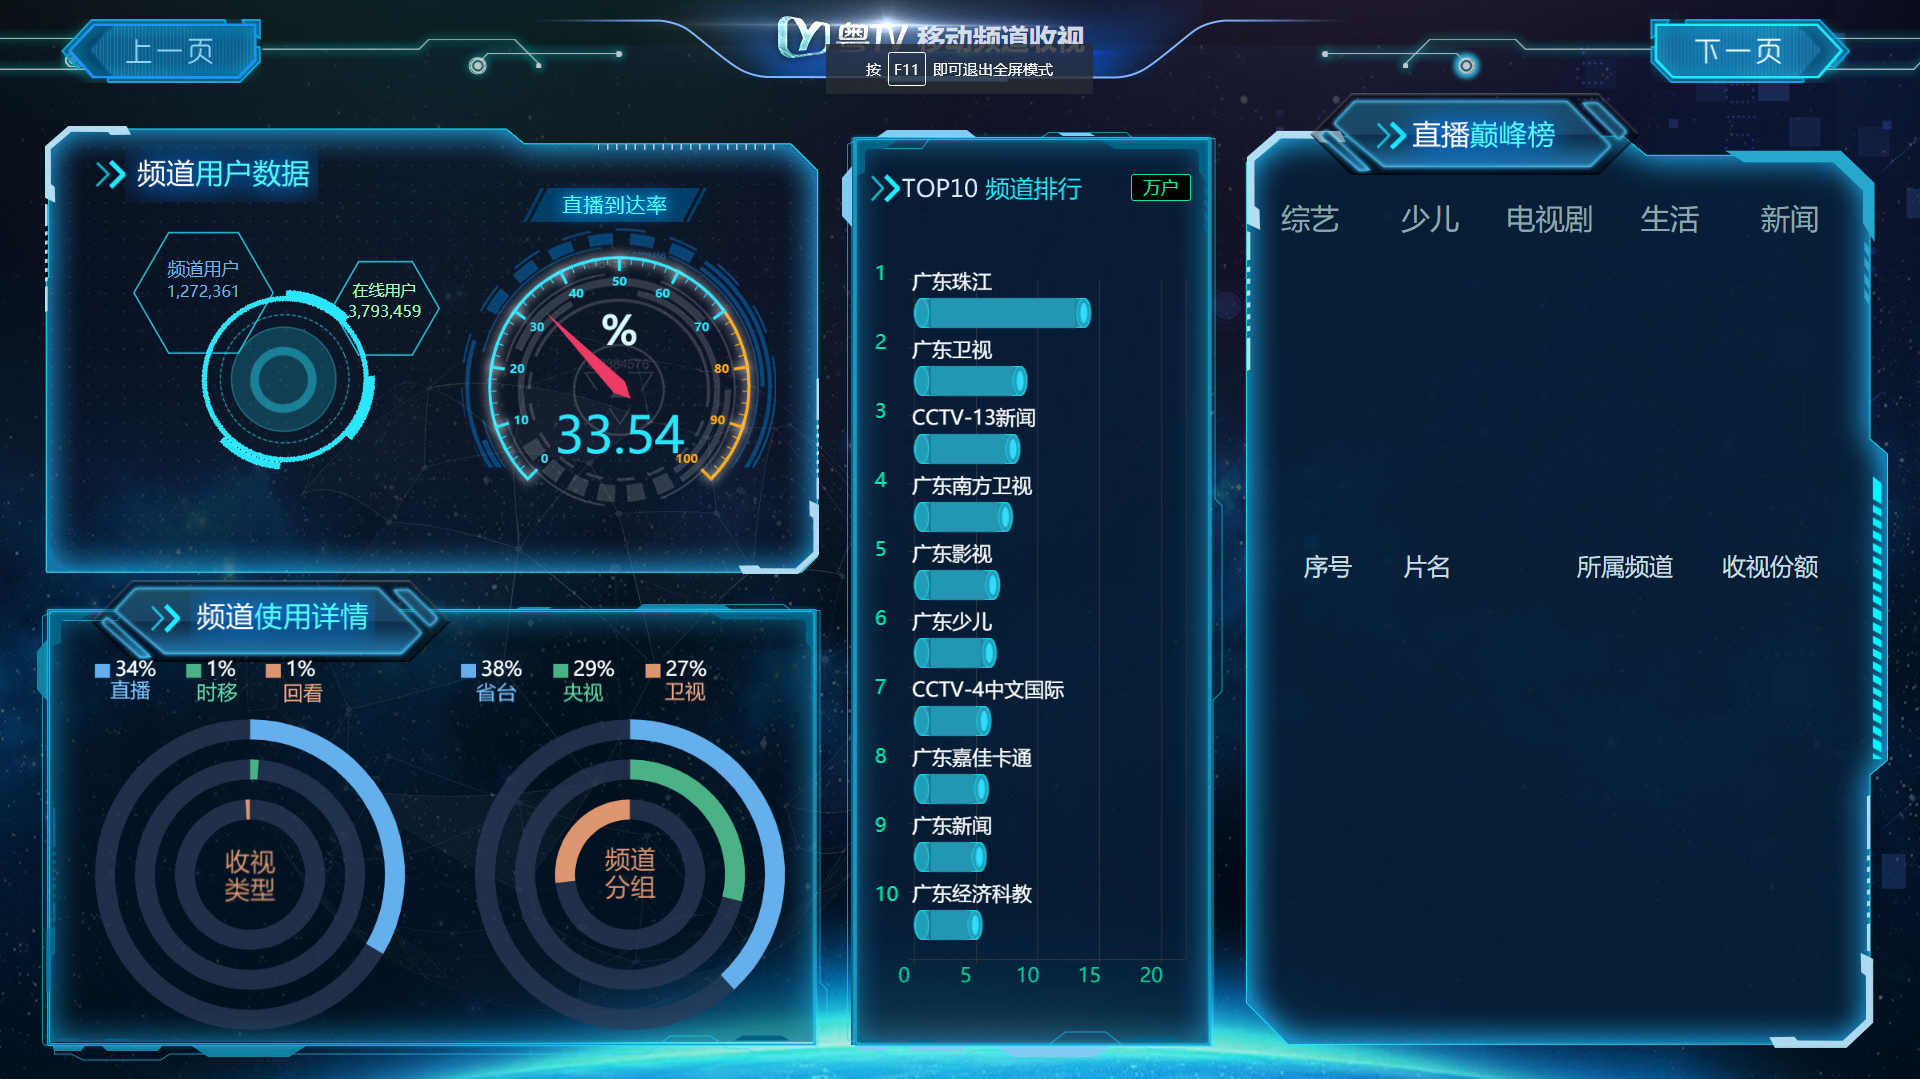 上一页
粤TV 移动频道收视
按 F11 即可退出全屏模式
下一页
频道用户数据
频道用户
1,272,361
在线用户
3,793,459
直播到达率
0
10
20
30
40
50
60
70
80
90
100
%
33.54
频道使用详情
34% 1% 1%
直播 时移 回看
收视
类型
38% 29% 27%
省台 央视 卫视
频道
分组
TOP10 频道排行 万户
1 广东珠江
2 广东卫视
3 CCTV-13新闻
4 广东南方卫视
5 广东影视
6 广东少儿
7 CCTV-4中文国际
8 广东嘉佳卡通
9 广东新闻
10 广东经济科教
0 5 10 15 20
直播巅峰榜
综艺 少儿 电视剧 生活 新闻
序号 片名 所属频道 收视份额